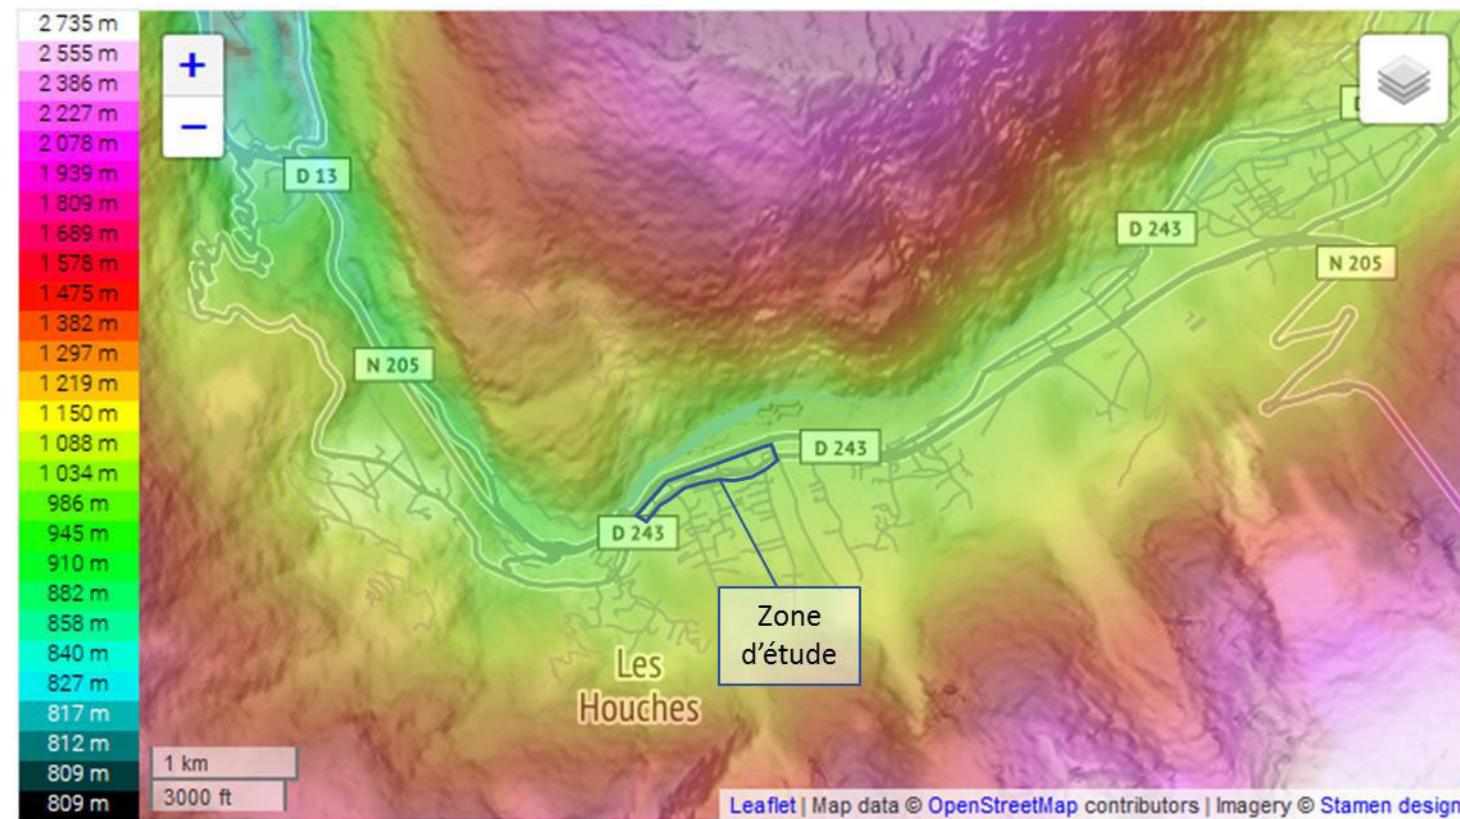 2 735 m
2 555 m
2 386 m
2 227 m
2 078 m
1 939 m
1 809 m
1 689 m
1 578 m
1 475 m
1 382 m
1 297 m
1 219 m
1 150 m
1 088 m
1 034 m
986 m
945 m
910 m
882 m
858 m
840 m
827 m
817 m
812 m
809 m
809 m
+
−
D 13
D 243
N 205
N 205
D 243
D 243
Zone
d’étude
Les
Houches
1 km
3000 ft
Leaflet | Map data © OpenStreetMap contributors | Imagery © Stamen design